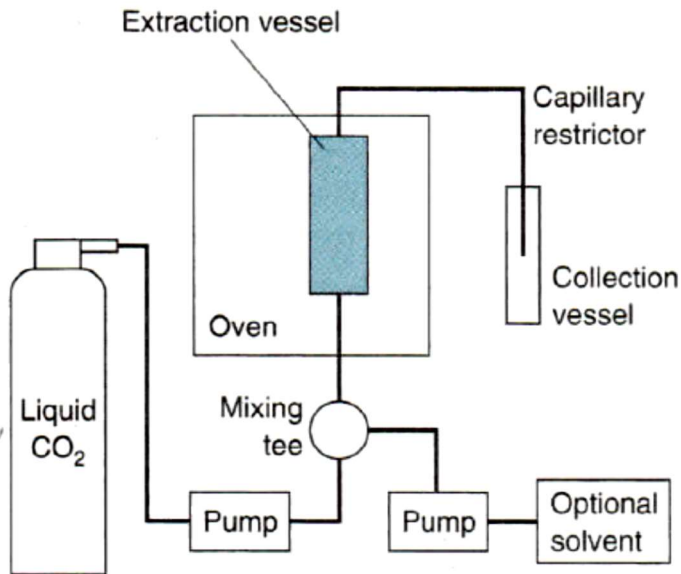 Extraction vessel
Capillary
restrictor
Collection
vessel
Oven
Mixing
tee
Liquid
CO₂
Pump
Pump
Optional
solvent